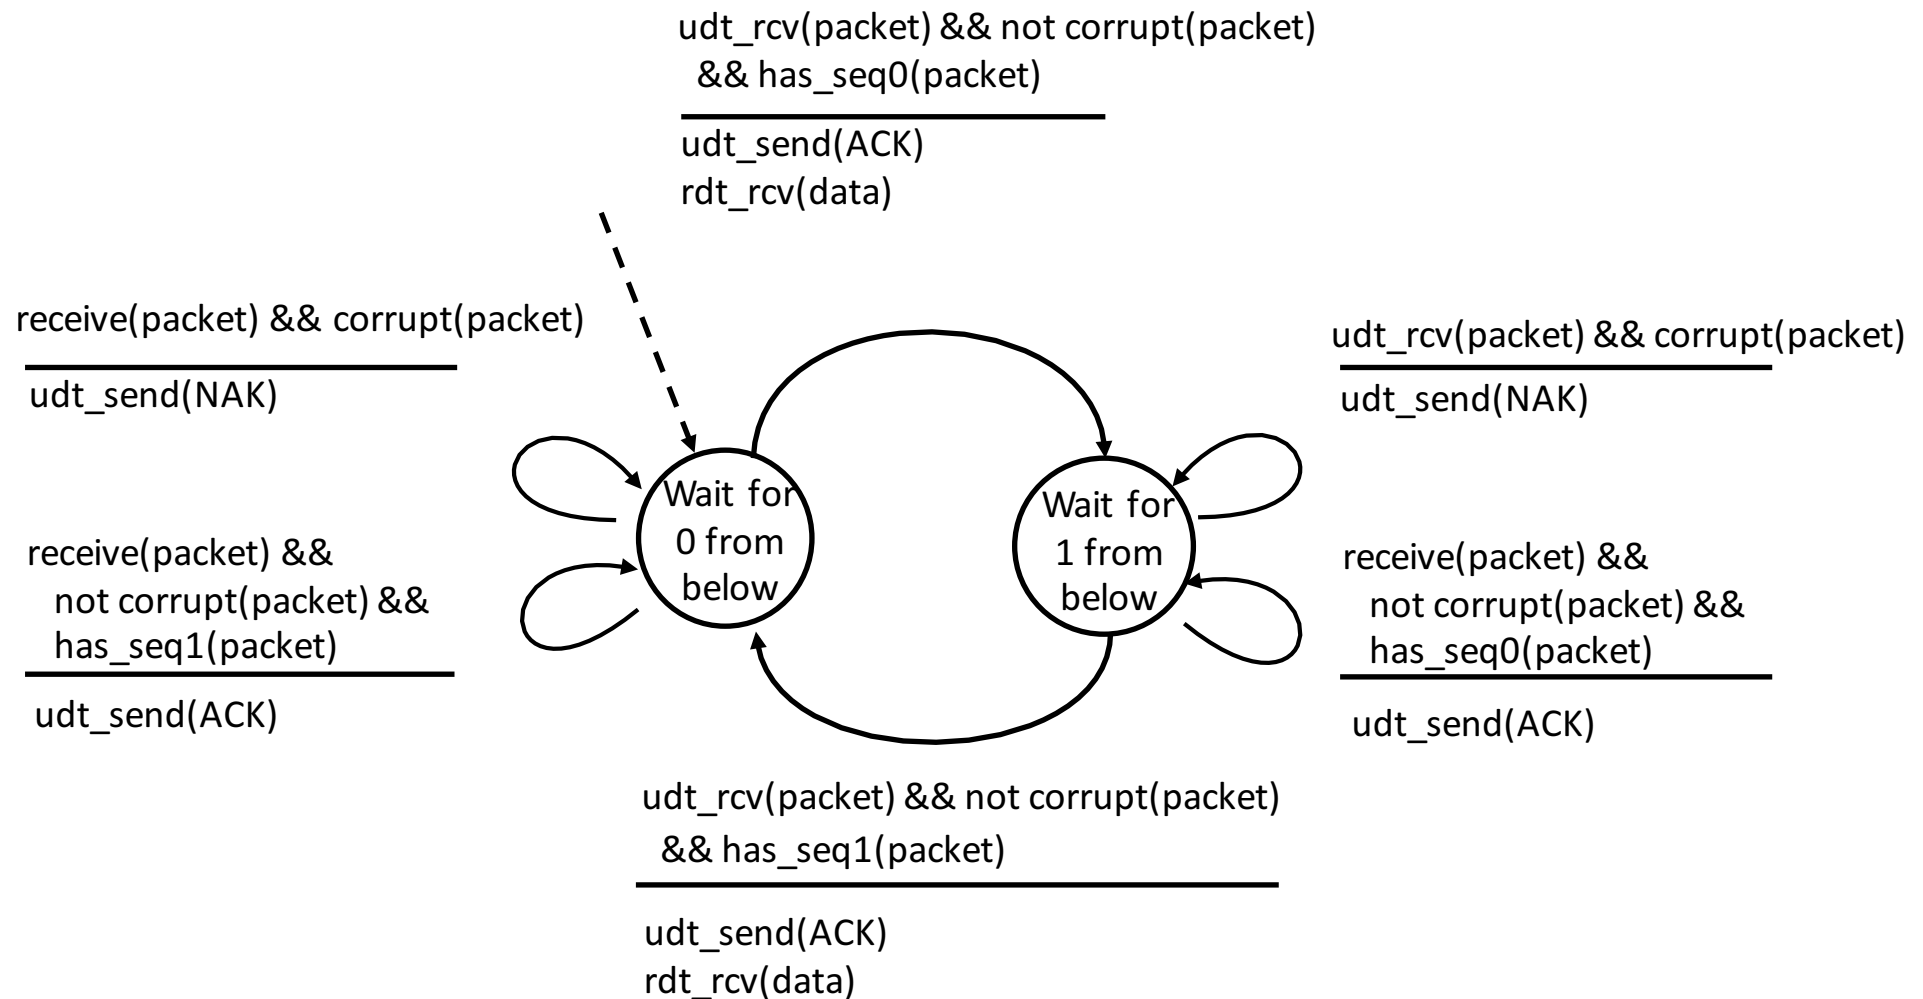 udt_rcv(packet) && not corrupt(packet)
&& has_seq0(packet)
udt_send(ACK)
rdt_rcv(data)
receive(packet) && corrupt(packet)
udt_send(NAK)
udt_rcv(packet) && corrupt(packet)
udt_send(NAK)
Wait for
0 from
below
Wait for
1 from
below
receive(packet) &&
not corrupt(packet) &&
has_seq1(packet)
udt_send(ACK)
receive(packet) &&
not corrupt(packet) &&
has_seq0(packet)
udt_send(ACK)
udt_rcv(packet) && not corrupt(packet)
&& has_seq1(packet)
udt_send(ACK)
rdt_rcv(data)